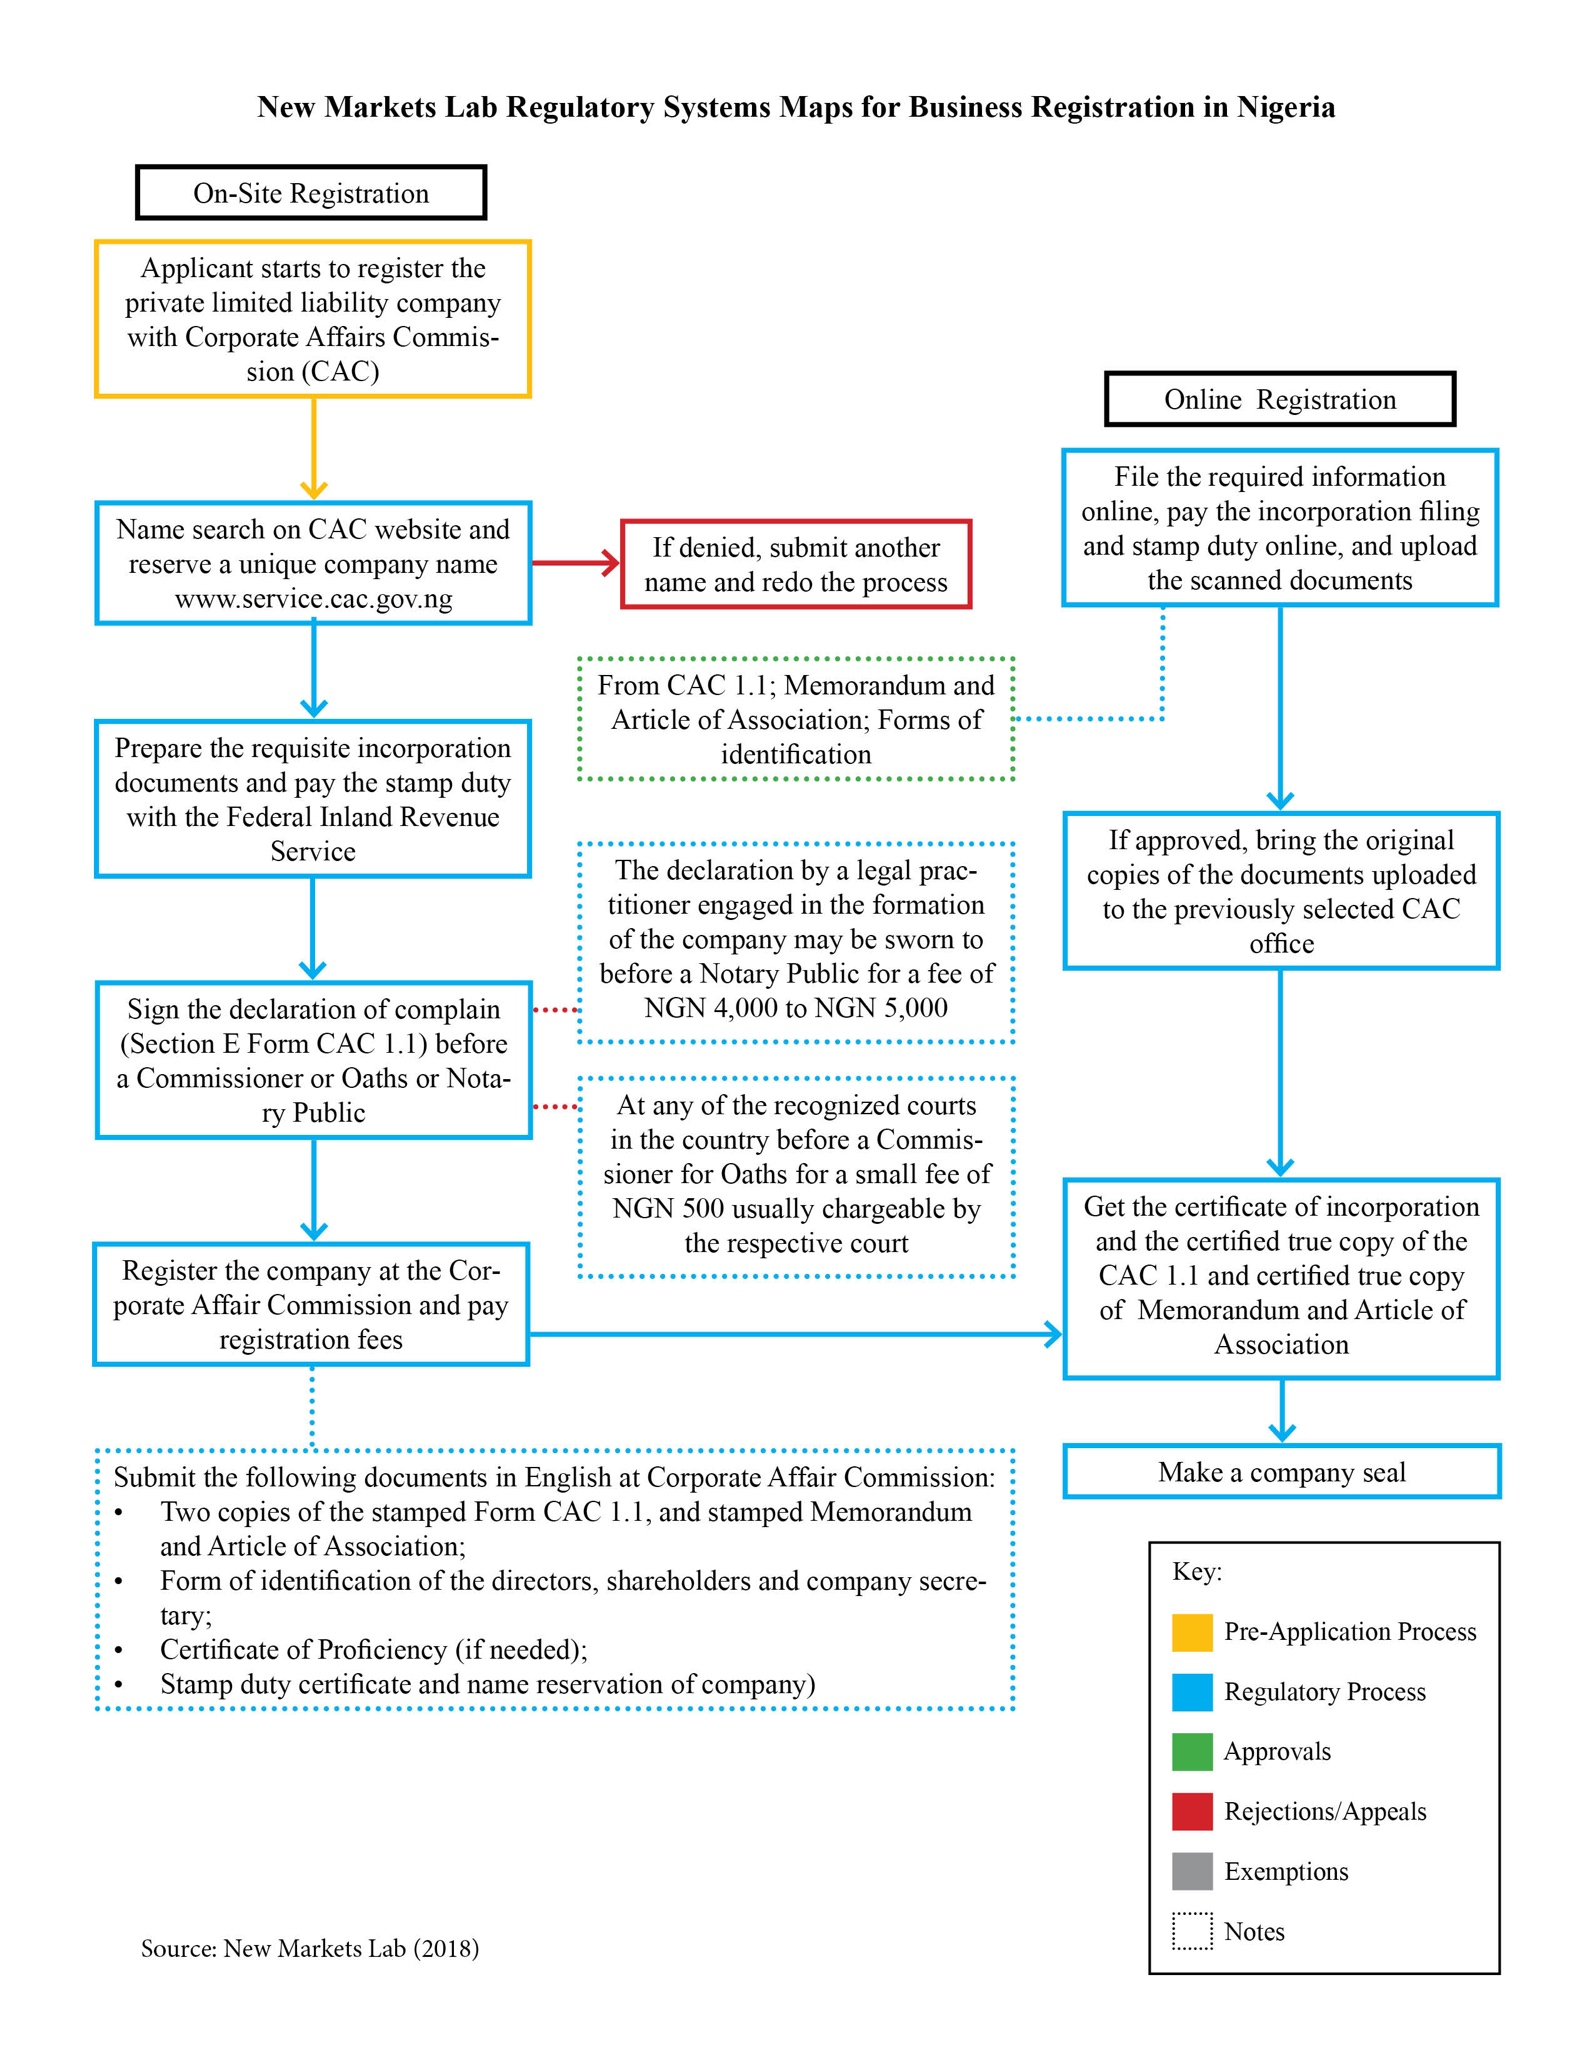 New Markets Lab Regulatory Systems Maps for Business Registration in Nigeria
On-Site Registration
Applicant starts to register the
private limited liability company
with Corporate Affairs Commis-
sion (CAC)
Name search on CAC website and
reserve a unique company name
www.service.cac.gov.ng
If denied, submit another
name and redo the process
Prepare the requisite incorporation
documents and pay the stamp duty
with the Federal Inland Revenue
Service
Sign the declaration of complain
(Section E Form CAC 1.1) before
a Commissioner or Oaths or Nota-
ry Public
The declaration by a legal prac-
titioner engaged in the formation
of the company may be sworn to
before a Notary Public for a fee of
NGN 4,000 to NGN 5,000
At any of the recognized courts
in the country before a Commis-
sioner for Oaths for a small fee of
NGN 500 usually chargeable by
the respective court
Register the company at the Cor-
porate Affair Commission and pay
registration fees
Submit the following documents in English at Corporate Affair Commission:
• Two copies of the stamped Form CAC 1.1, and stamped Memorandum
and Article of Association;
• Form of identification of the directors, shareholders and company secre-
tary;
• Certificate of Proficiency (if needed);
• Stamp duty certificate and name reservation of company)
Online Registration
File the required information
online, pay the incorporation filing
and stamp duty online, and upload
the scanned documents
From CAC 1.1; Memorandum and
Article of Association; Forms of
identification
If approved, bring the original
copies of the documents uploaded
to the previously selected CAC
office
Get the certificate of incorporation
and the certified true copy of the
CAC 1.1 and certified true copy
of Memorandum and Article of
Association
Make a company seal
Key:
Pre-Application Process
Regulatory Process
Approvals
Rejections/Appeals
Exemptions
Notes
Source: New Markets Lab (2018)